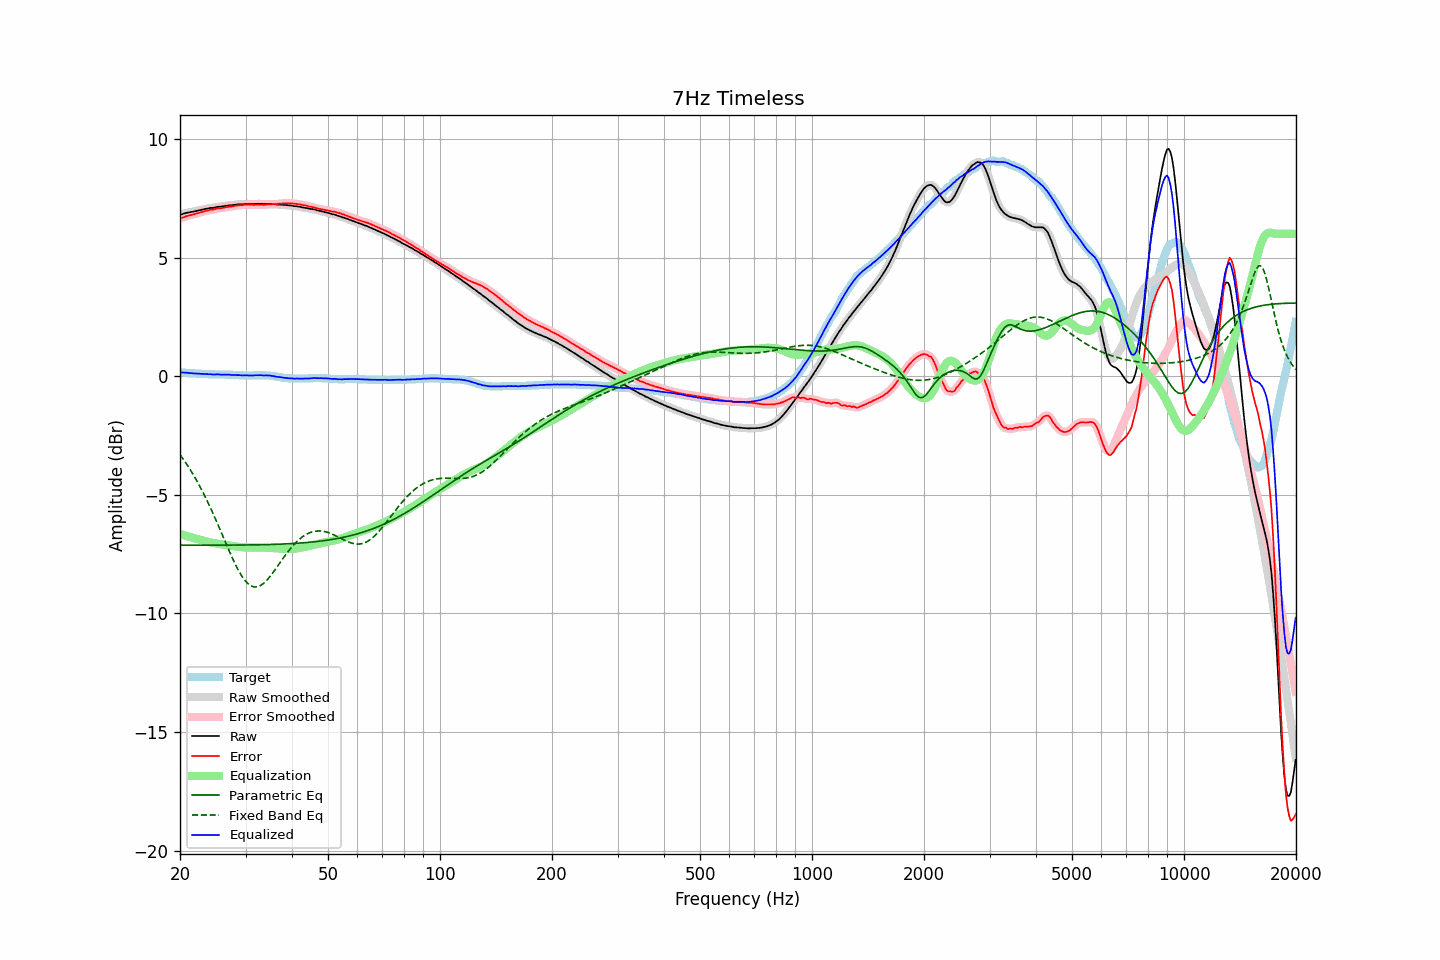 7Hz Timeless
10
5
0
−5
−10
−15
−20
Amplitude (dBr)
Target
Raw Smoothed
Error Smoothed
Raw
Error
Equalization
Parametric Eq
Fixed Band Eq
Equalized
20 50 100 200 500 1000 2000 5000 10000 20000
Frequency (Hz)